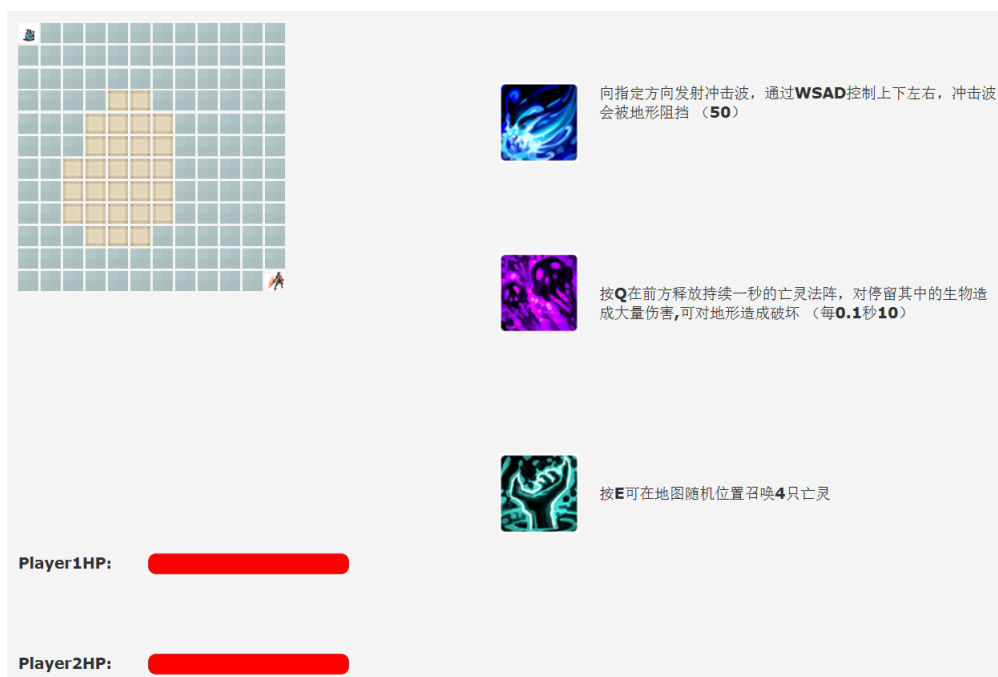 向指定方向发射冲击波，通过WSAD控制上下左右，冲击波
会被地形阻挡 （50）
按Q在前方释放持续一秒的亡灵法阵，对停留其中的生物造
成大量伤害,可对地形造成破坏 （每0.1秒10）
按E可在地图随机位置召唤4只亡灵
Player1HP:
Player2HP: